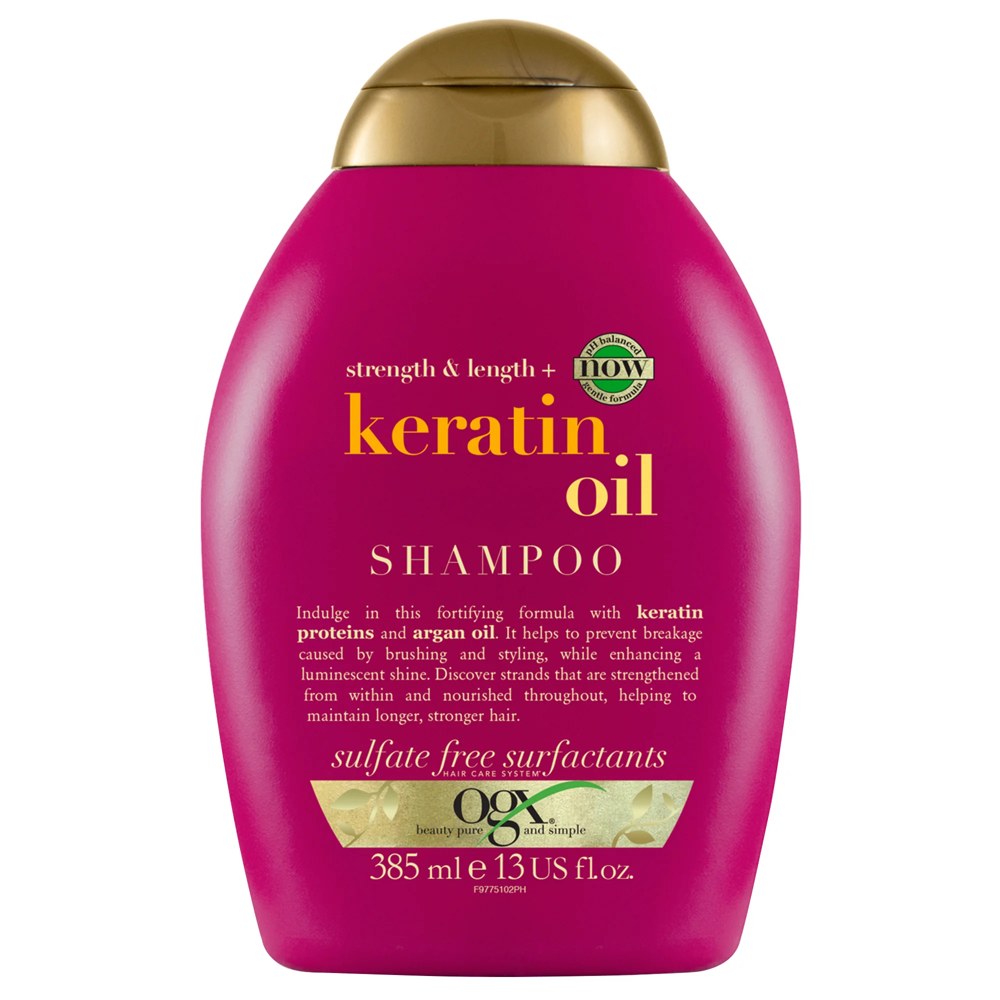 strength & length +
pH balanced
now
gentle formula
keratin
oil
SHAMPOO
Indulge in this fortifying formula with keratin
proteins and argan oil. It helps to prevent breakage
caused by brushing and styling, while enhancing a
luminescent shine. Discover strands that are strengthened
from within and nourished throughout, helping to
maintain longer, stronger hair.
sulfate free surfactants
HAIR CARE SYSTEM™
ogx®
beauty pure and simple
385 ml e 13 US fl.oz.
F9775102PH